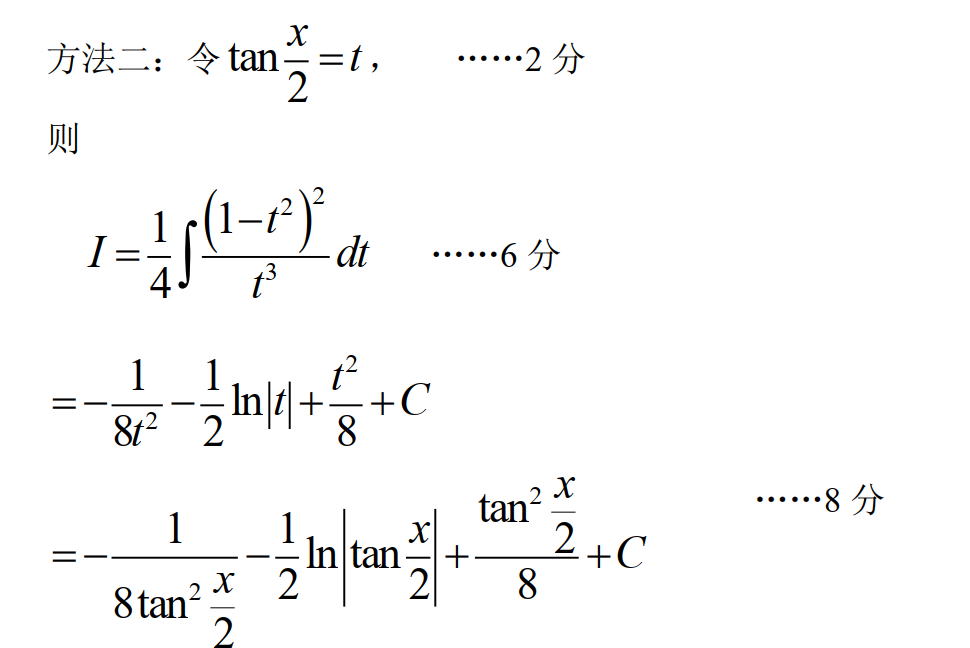 方法二：令 $\tan\frac{x}{2}=t$， ……2 分
则
$I=\frac{1}{4}\int\frac{\left(1-t^{2}\right)^{2}}{t^{3}}dt$ ……6 分
$=-\frac{1}{8t^{2}}-\frac{1}{2}\ln|t|+\frac{t^{2}}{8}+C$
$=-\frac{1}{8\tan^{2}\frac{x}{2}}-\frac{1}{2}\ln\left|\tan\frac{x}{2}\right|+\frac{\tan^{2}\frac{x}{2}}{8}+C$ ……8 分